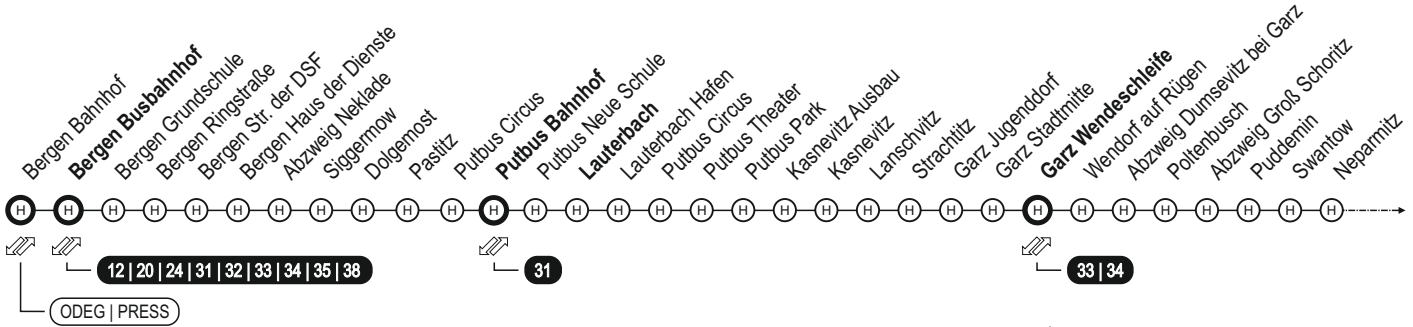 Bergen Bahnhof
Bergen Busbahnhof
Bergen Grundschule
Bergen Ringstraße
Bergen Str. der DSF
Bergen Haus der Dienste
Abzweig Neklade
Siggermow
Dolgemost
Pastitz
Putbus Circus
Putbus Bahnhof
Putbus Neue Schule
Lauterbach
Lauterbach Hafen
Putbus Circus
Putbus Theater
Putbus Park
Kasnevitz Ausbau
Kasnevitz
Lanschvitz
Strachtitz
Garz Jugenddorf
Garz Stadtmitte
Garz Wendeschleife
Wendorf auf Rügen
Abzweig Dumsevitz bei Garz
Poltenbusch
Abzweig Groß Schoritz
Puddemin
Swantow
Neparmitz
H H H H H H H H H H H H H H H H H H H H H H H H H H H H H H H H
12 | 20 | 24 | 31 | 32 | 33 | 34 | 35 | 38
31
33 | 34
ODEG | PRESS